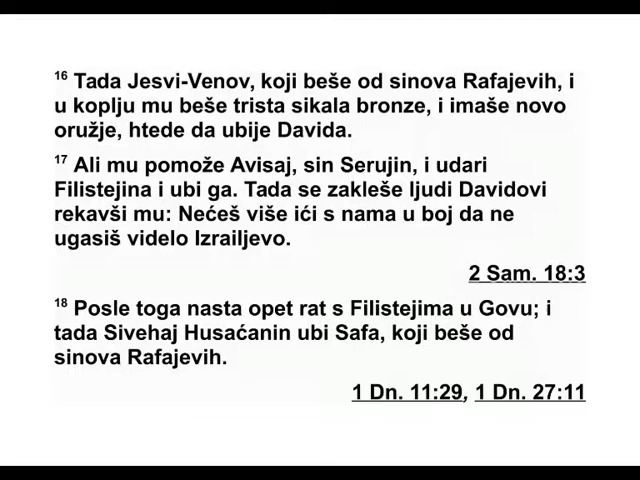 16 Tada Jesvi-Venov, koji beše od sinova Rafajevih, i
u koplju mu beše trista sikala bronze, i imaše novo
oružje, htede da ubije Davida.
17 Ali mu pomože Avisaj, sin Serujin, i udari
Filistejina i ubi ga. Tada se zakleše ljudi Davidovi
rekavši mu: Nećeš više ići s nama u boj da ne
ugasiš videlo Izrailjevo.
2 Sam. 18:3
18 Posle toga nasta opet rat s Filistejima u Govu; i
tada Sivehaj Husaćanin ubi Safa, koji beše od
sinova Rafajevih.
1 Dn. 11:29, 1 Dn. 27:11